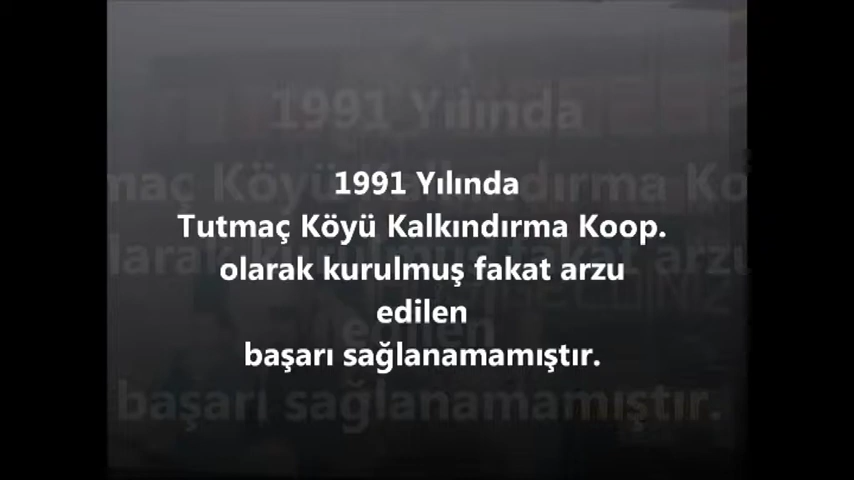 1991 Yılında
Tutmaç Köyü Kalkındırma Koop.
olarak kurulmuş fakat arzu
edilen
başarı sağlanamamıştır.